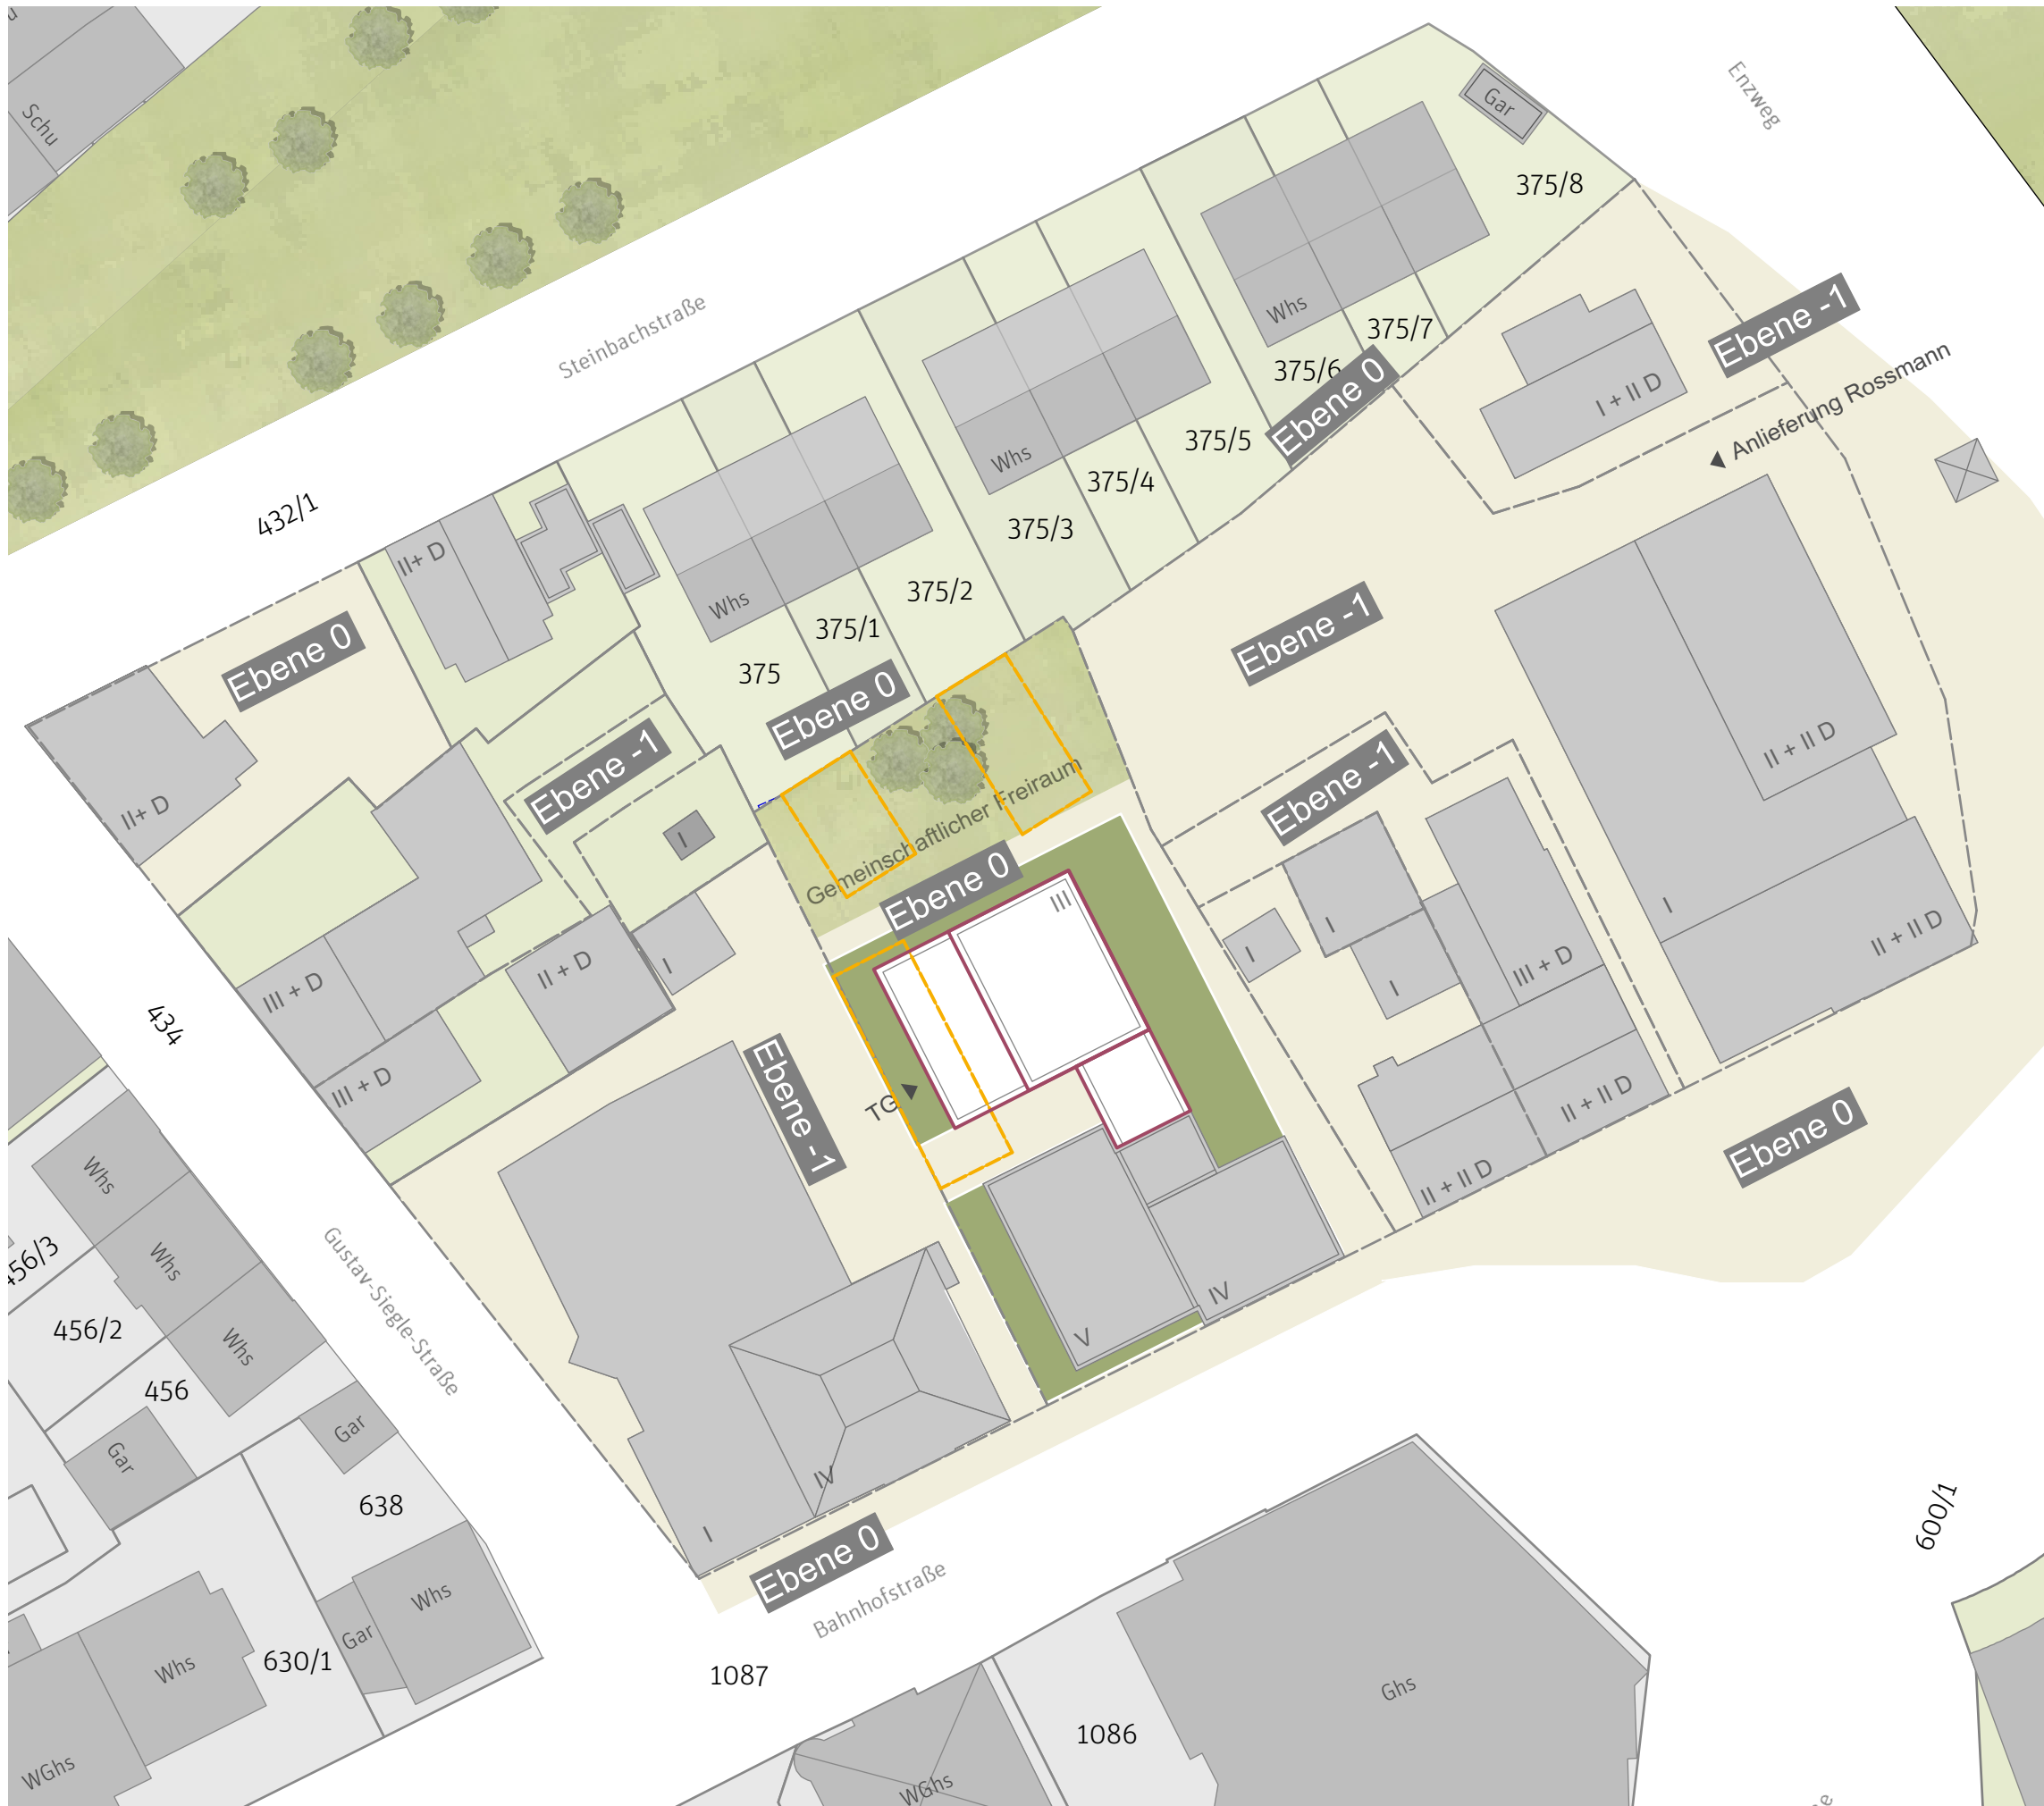 Schu
Enzweg
Gar
375/8
Steinbachstraße
Whs
375/7
375/6
Ebene 0
Ebene -1
I + II D
Anlieferung Rossmann
Whs
375/5
375/4
375/3
432/1
II+ D
Whs
375/2
375/1
375
Ebene 0
Ebene 0
Ebene -1
Ebene -1
Ebene -1
II+ D
I
Gemeinschaftlicher Freiraum
Ebene 0
III
II + II D
I
II + II D
III + D
II + D
I
I
I
I
III + D
434
III + D
Ebene -1
TG
II + II D
II + II D
Ebene 0
Whs
Whs
Whs
456/3
456/2
456
Gustav-Siegle-Straße
V
IV
IV
I
Gar
Gar
638
Ebene 0
Bahnhofstraße
600/1
Whs
Gar
Whs
630/1
1087
1086
Ghs
WGhs
WGhs